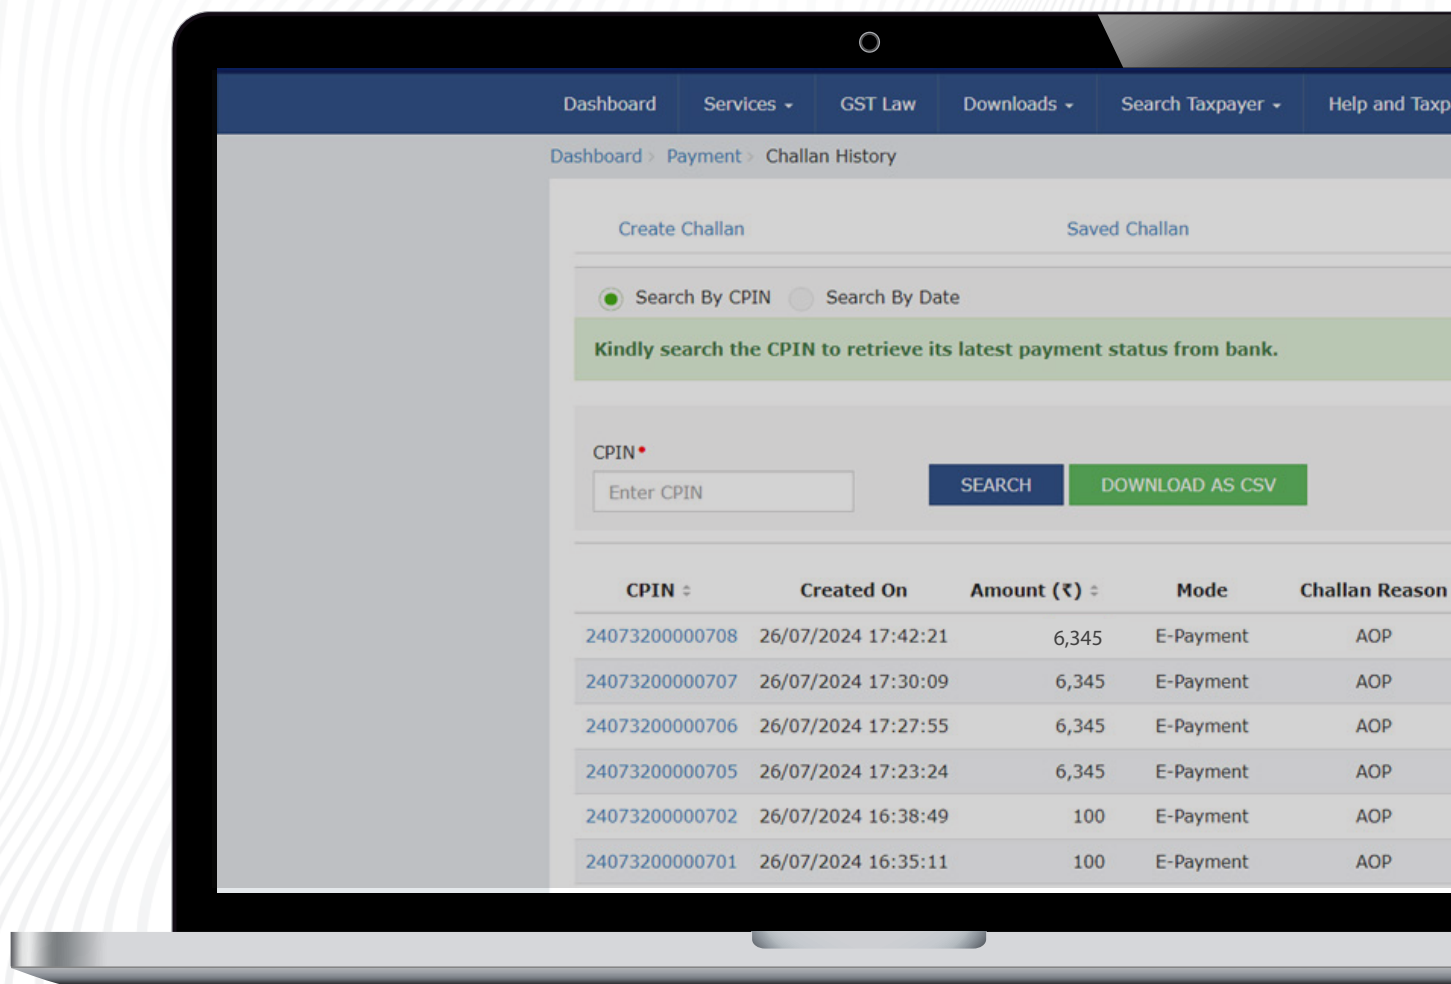 Dashboard Services GST Law Downloads Search Taxpayer Help and Taxp
Dashboard > Payment > Challan History
Create Challan Saved Challan
Search By CPIN Search By Date
Kindly search the CPIN to retrieve its latest payment status from bank.
CPIN•
Enter CPIN SEARCH DOWNLOAD AS CSV
CPIN Created On Amount (₹) Mode Challan Reason
24073200000708 26/07/2024 17:42:21 6,345 E-Payment AOP
24073200000707 26/07/2024 17:30:09 6,345 E-Payment AOP
24073200000706 26/07/2024 17:27:55 6,345 E-Payment AOP
24073200000705 26/07/2024 17:23:24 6,345 E-Payment AOP
24073200000702 26/07/2024 16:38:49 100 E-Payment AOP
24073200000701 26/07/2024 16:35:11 100 E-Payment AOP